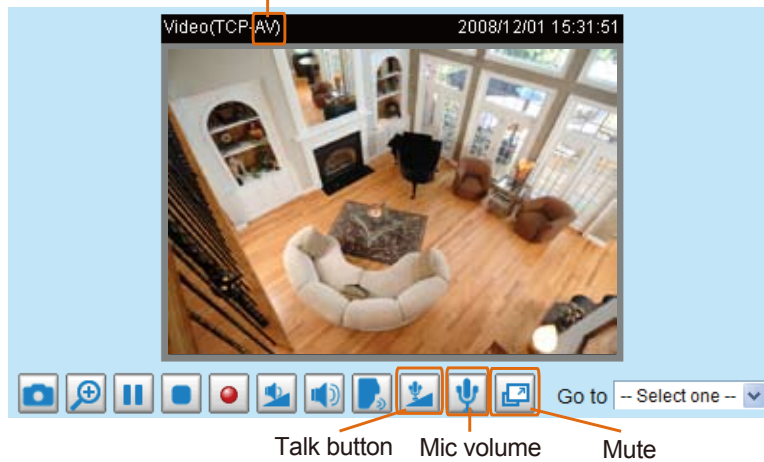 Video(TCP-AV) 2008/12/01 15:31:51
Go to -- Select one --
Talk button Mic volume Mute